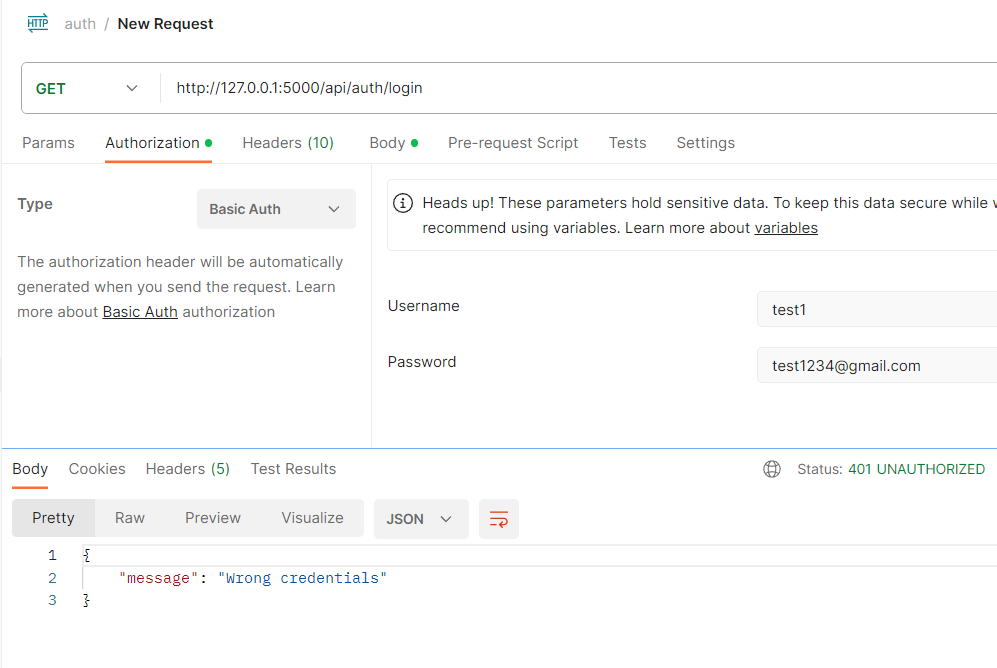 HTTP auth / New Request
GET http://127.0.0.1:5000/api/auth/login
Params Authorization Headers (10) Body Pre-request Script Tests Settings
Type Basic Auth
The authorization header will be automatically
generated when you send the request. Learn
more about Basic Auth authorization
Heads up! These parameters hold sensitive data. To keep this data secure while
recommend using variables. Learn more about variables
Username test1
Password test1234@gmail.com
Body Cookies Headers (5) Test Results Status: 401 UNAUTHORIZED
Pretty Raw Preview Visualize JSON
1 {
2 "message": "Wrong credentials"
3 }